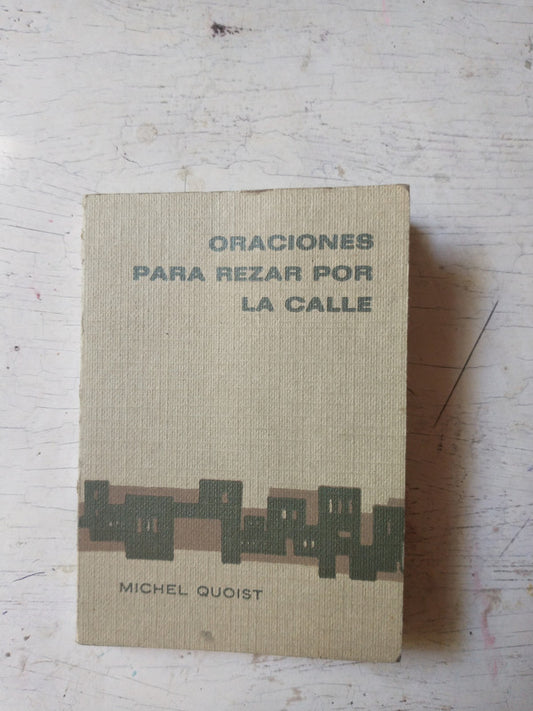 ORACIONES
PARA REZAR POR
LA CALLE
MICHEL QUOIST